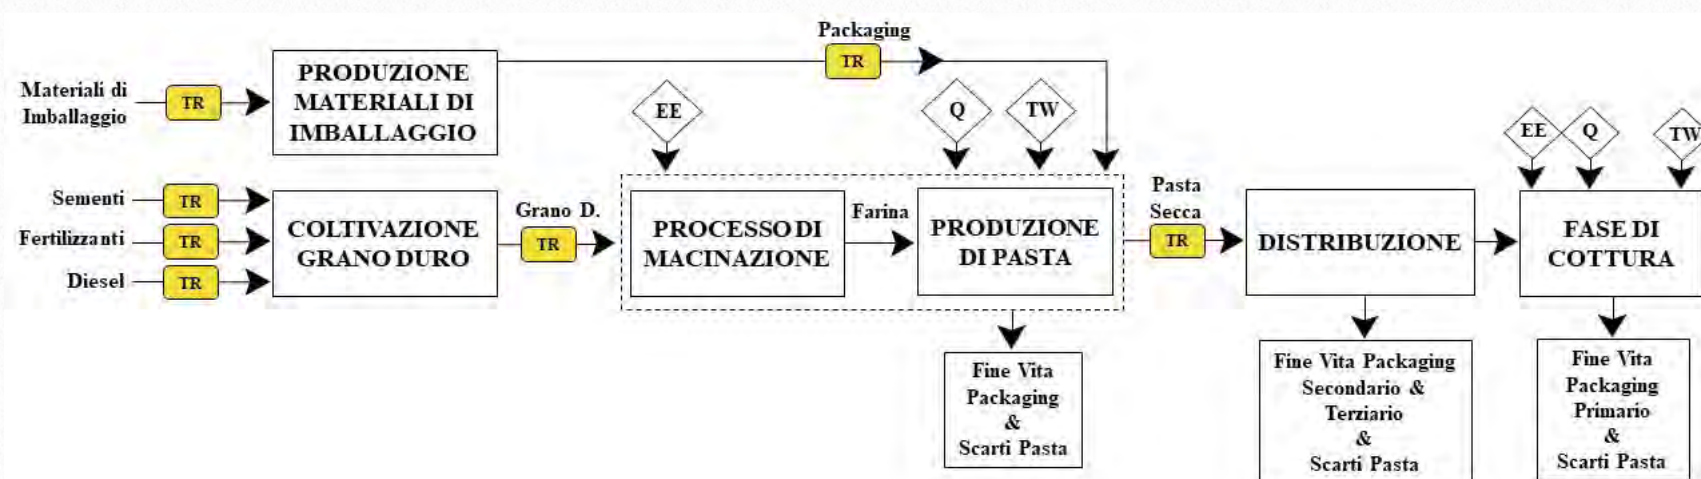 Packaging
TR
Materiali di
Imballaggio
TR
PRODUZIONE
MATERIALI DI
IMBALLAGGIO
EE
Q
TW
EE
Q
TW
Sementi
TR
Fertilizzanti
TR
Diesel
TR
COLTIVAZIONE
GRANO DURO
Grano D.
TR
PROCESSO DI
MACINAZIONE
Farina
PRODUZIONE
DI PASTA
Pasta
Secca
TR
DISTRIBUZIONE
FASE DI
COTTURA
Fine Vita
Packaging
&
Scarti Pasta
Fine Vita Packaging
Secondario &
Terziario
&
Scarti Pasta
Fine Vita
Packaging
Primario
&
Scarti Pasta